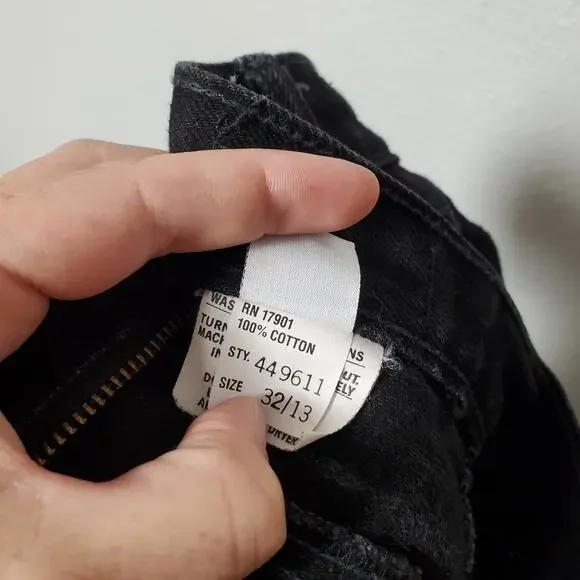 RN 17901
100% COTTON
STY. 449611
SIZE 32/13
WAS
TURN
MACH
IN
NS
UT.
ELY
DRYER